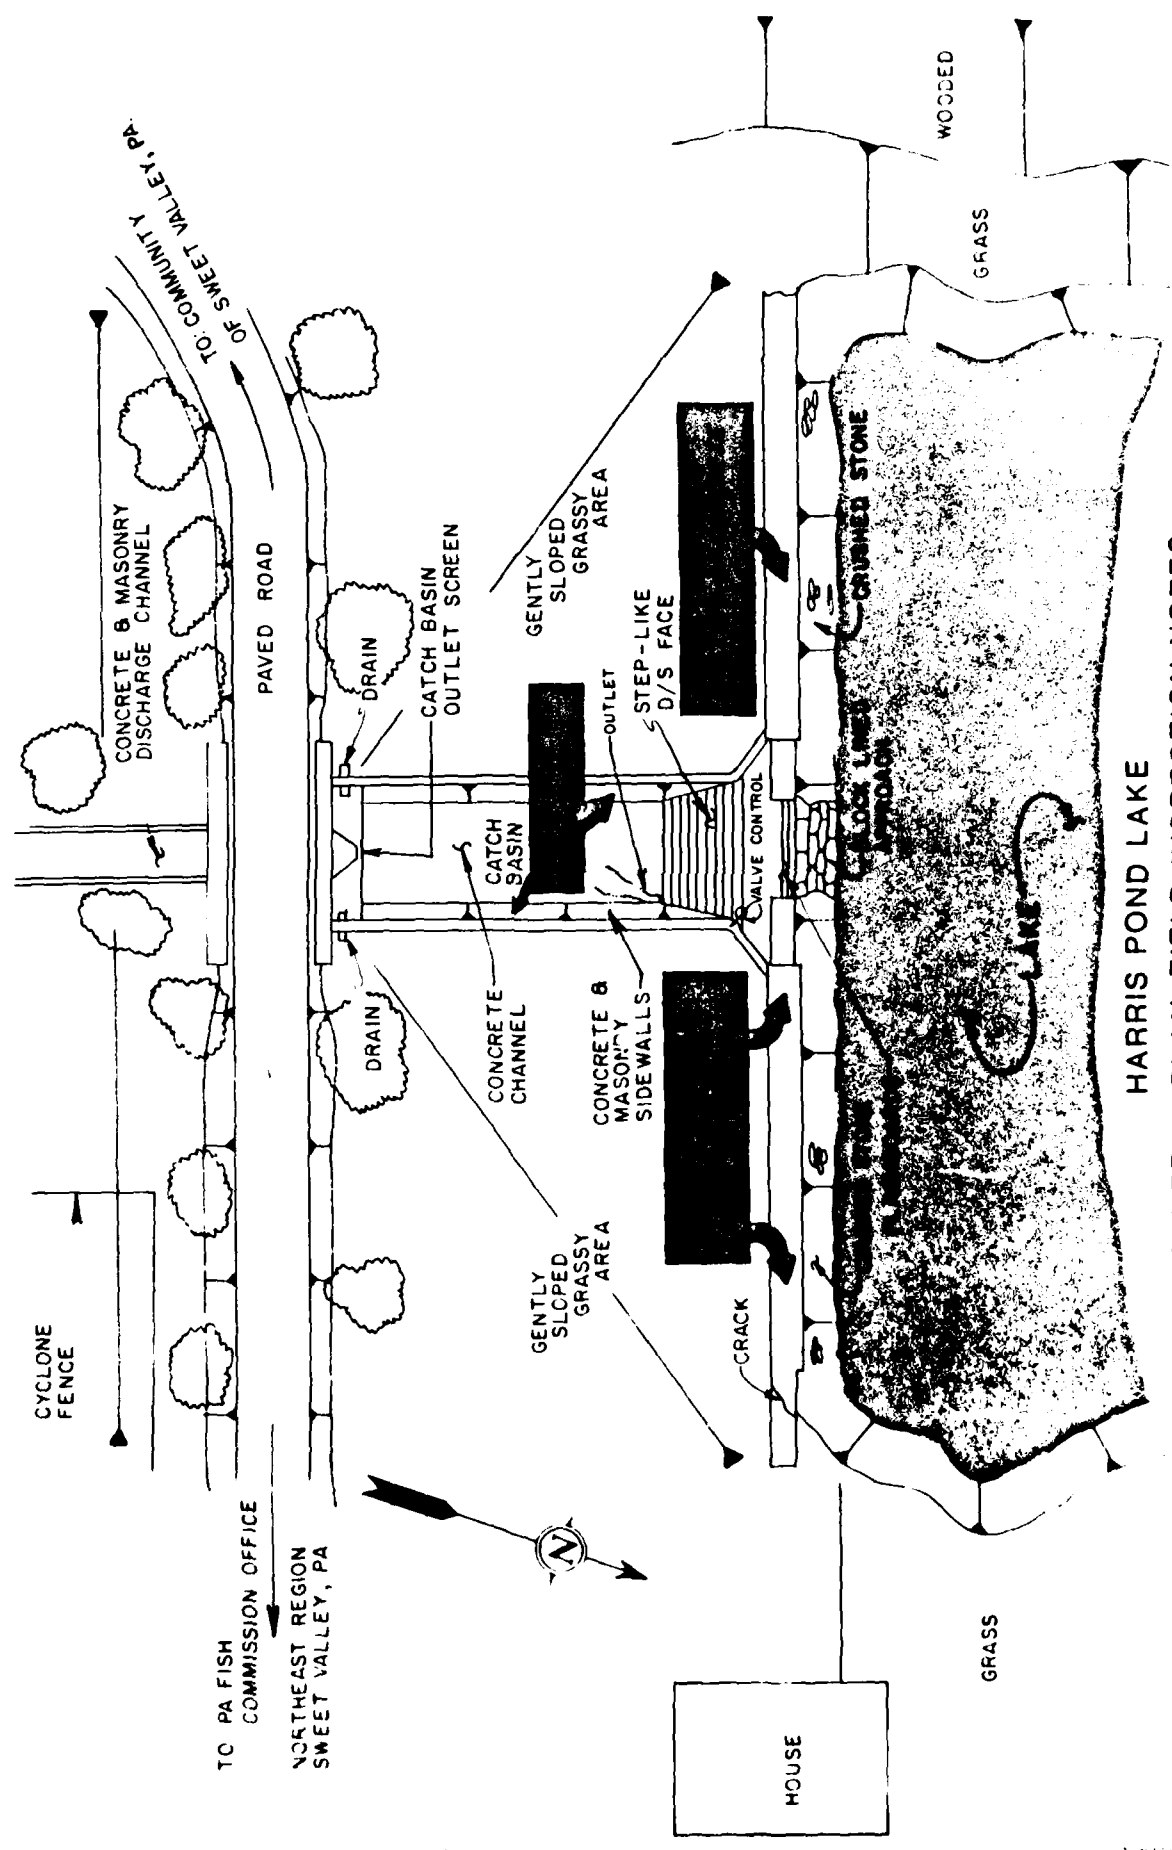 CYCLONE
FENCE
CONCRETE & MASONRY
DISCHARGE CHANNEL
TO: COMMUNITY
OF SWEET VALLEY, PA.
PAVED ROAD
TO PA FISH
COMMISSION OFFICE
NORTHEAST REGION
SWEET VALLEY, PA
N
DRAIN
DRAIN
CATCH BASIN
OUTLET SCREEN
CONCRETE
CHANNEL
CATCH
BASIN
GENTLY
SLOPED
GRASSY
AREA
GENTLY
SLOPED
GRASSY
AREA
CONCRETE &
MASONRY
SIDEWALLS
OUTLET
STEP-LIKE
D/S FACE
VALVE CONTROL
CRACK
HOUSE
GRASS
GRASS
WOODED
CRUSHED STONE
BLOCK LINED
APPROACH
LAKE
HARRIS POND LAKE